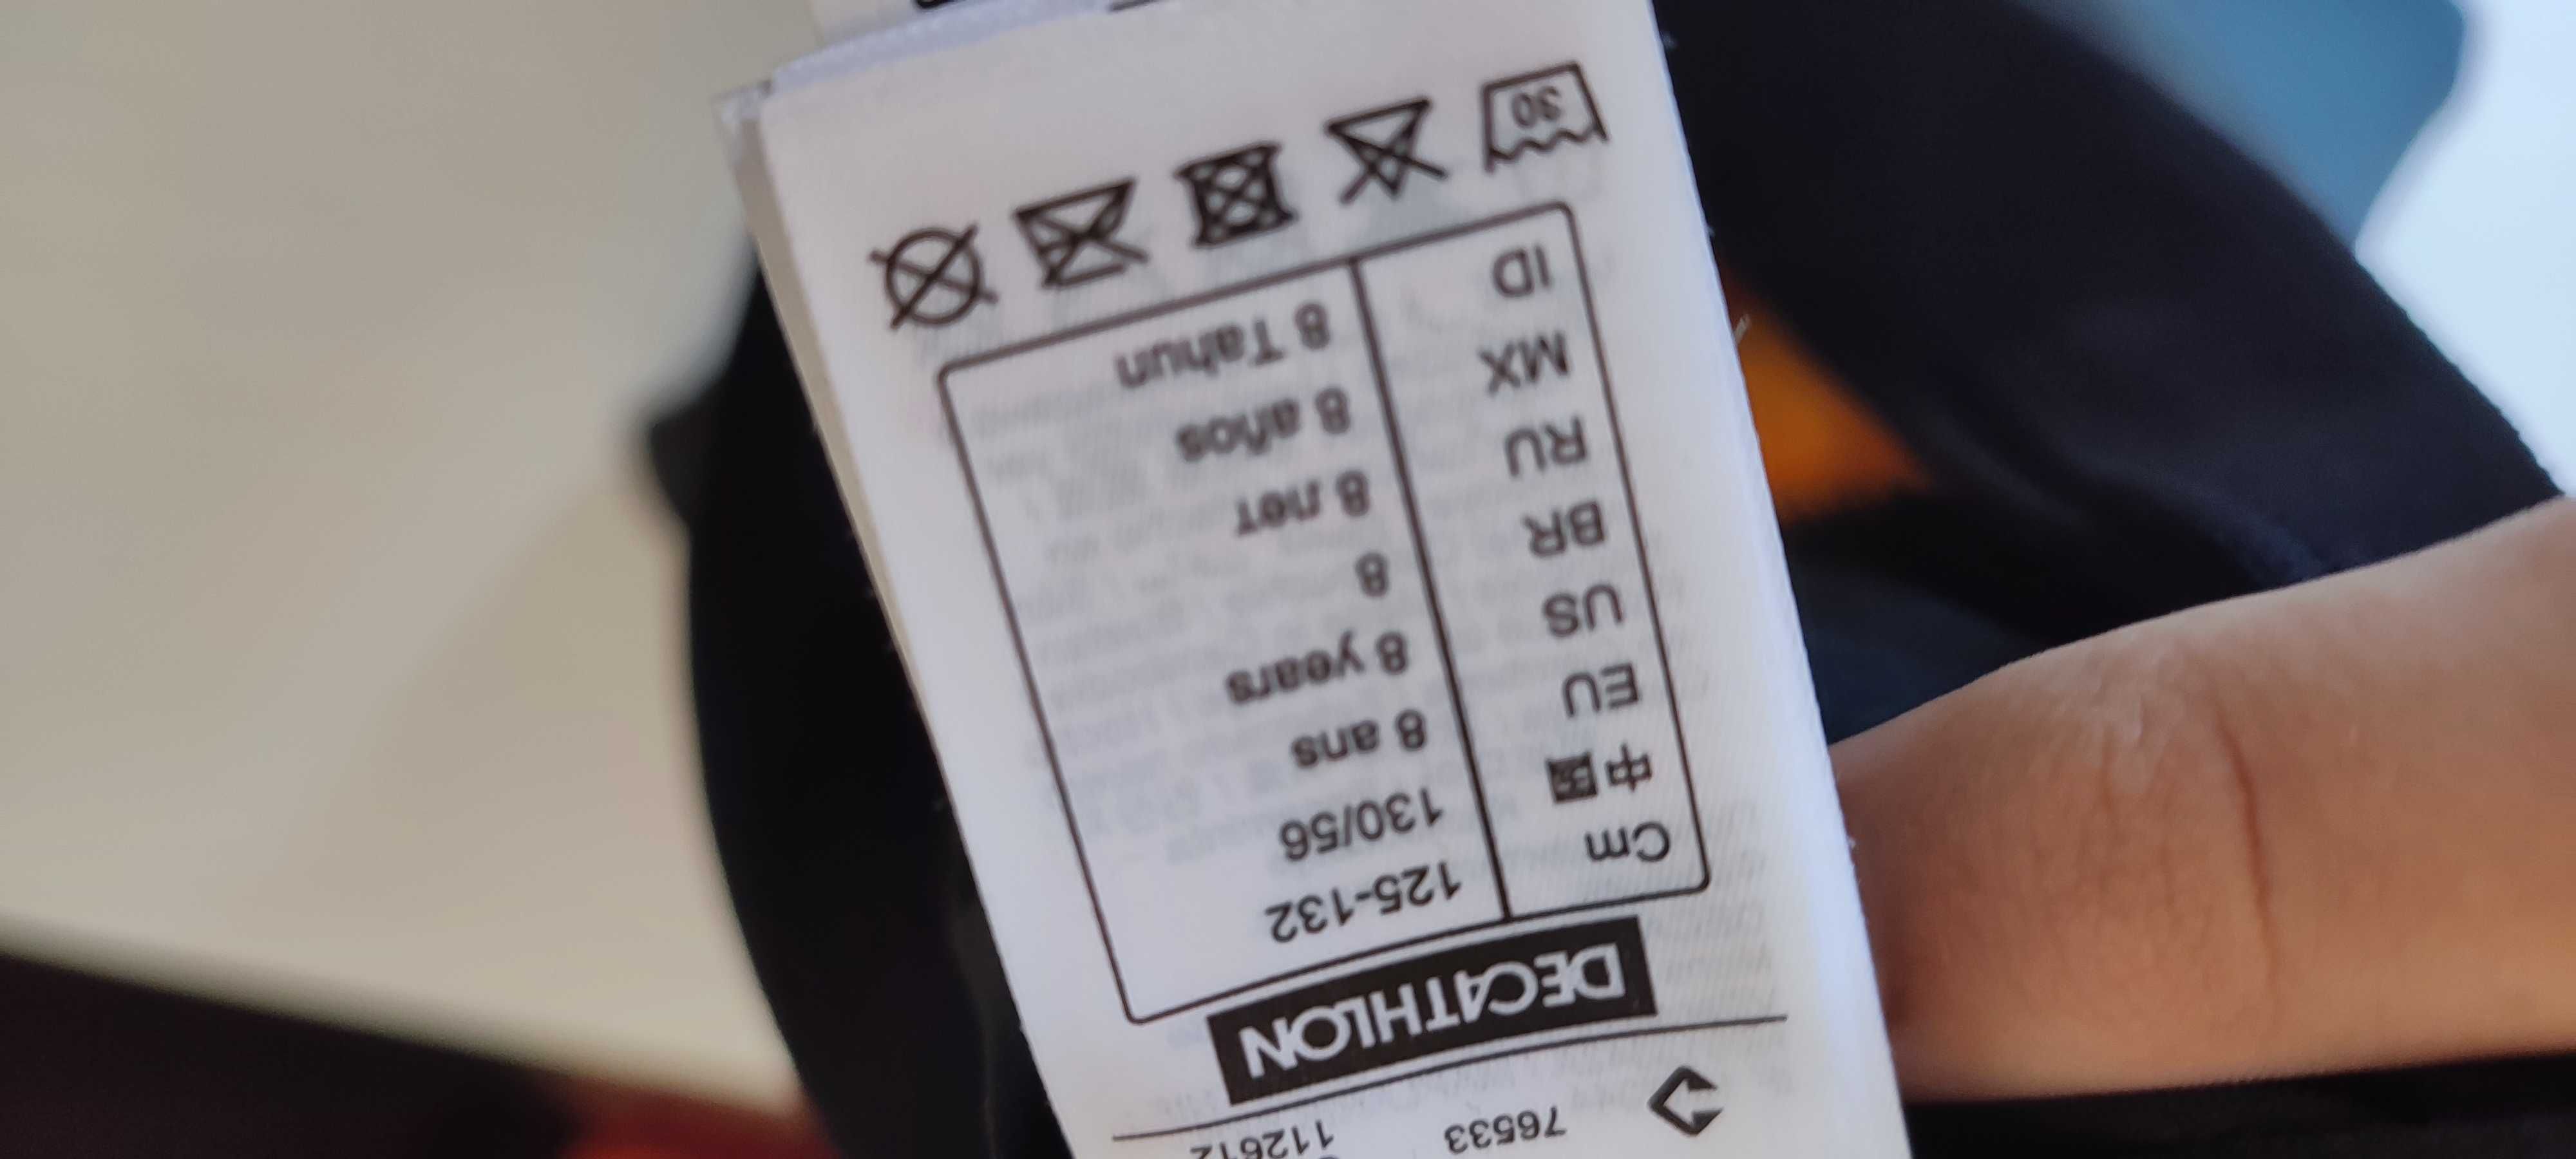 76533
DECATHLON
Cm 125-132
中国 130/56
EU 8 ans
US 8 years
BR 8
RU 8 лет
MX 8 años
ID 8 Tahun
30